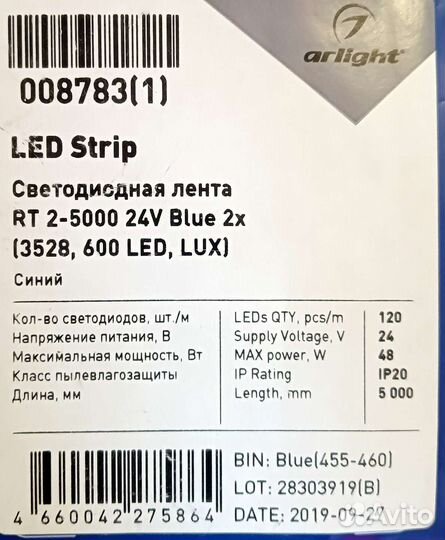 arlight
008783(1)
LED Strip
Светодиодная лента
RT 2-5000 24V Blue 2x
(3528, 600 LED, LUX)
Синий
Кол-во светодиодов, шт./м LEDs QTY, pcs/m 120
Напряжение питания, В Supply Voltage, V 24
Максимальная мощность, Вт MAX power, W 48
Класс пылевлагозащиты IP Rating IP20
Длина, мм Length, mm 5 000
BIN: Blue(455-460)
LOT: 28303919(B)
DATE: 2019-09-27
4 660042 275864
Avito